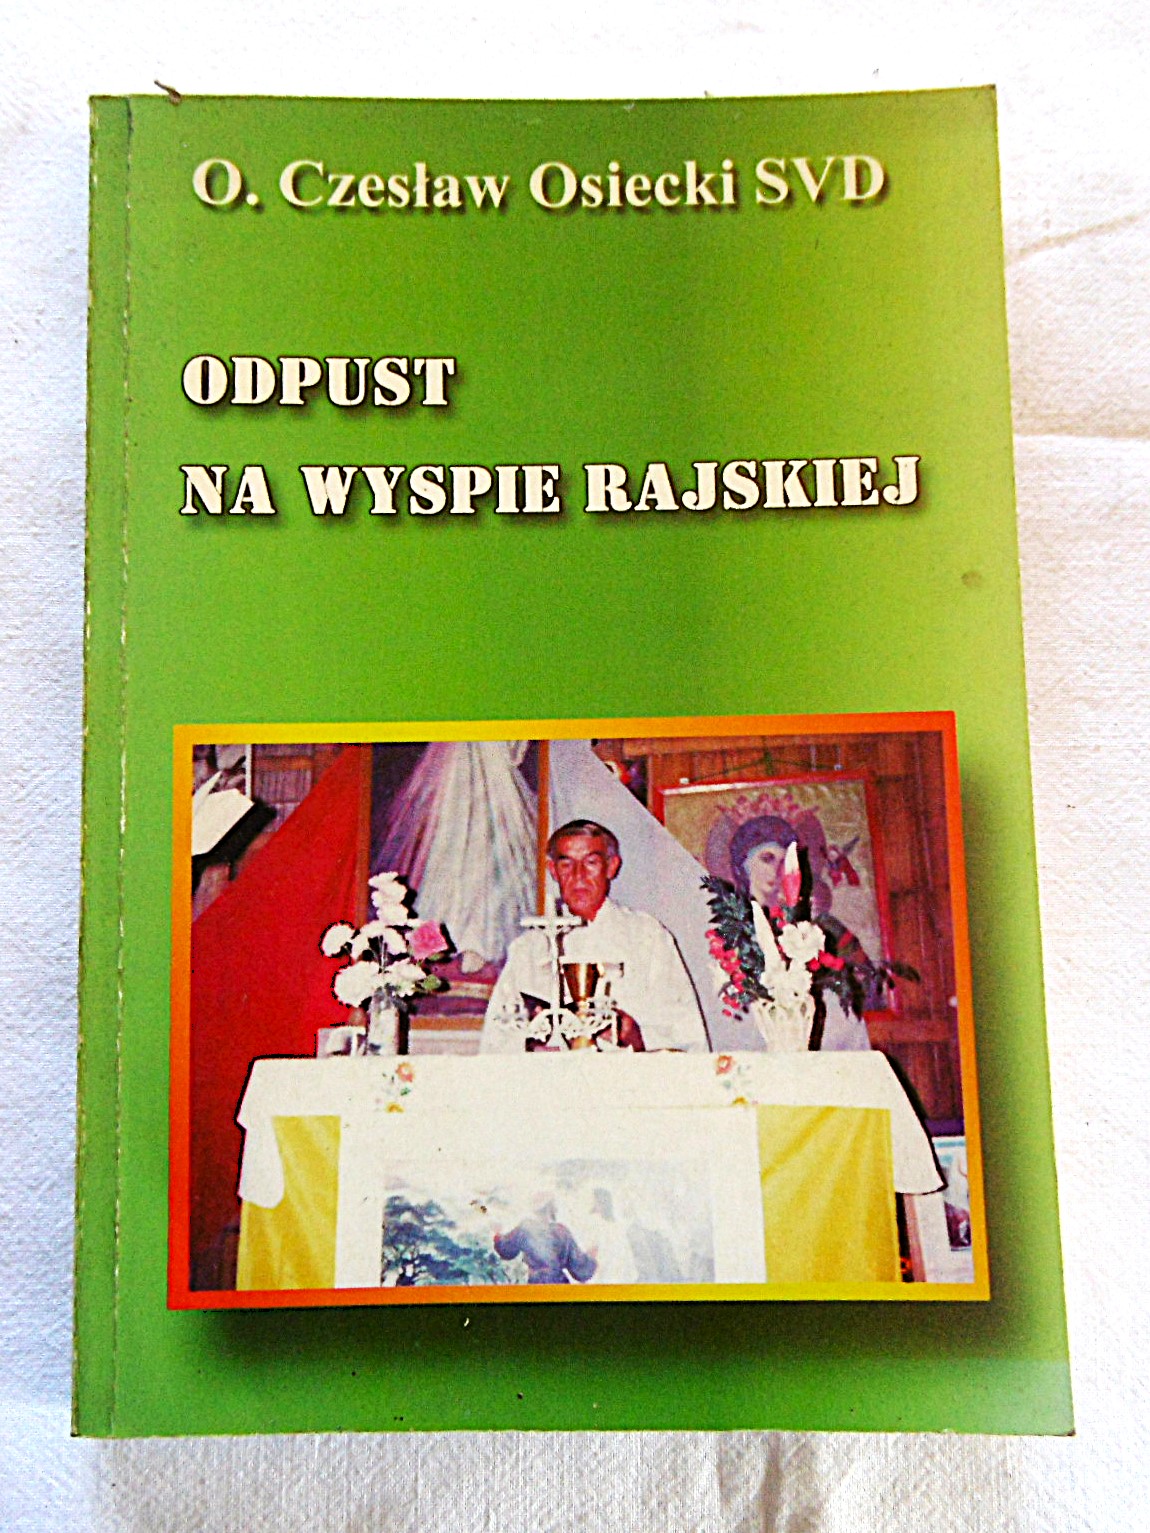 O. Czesław Osiecki SVD
ODPUST
NA WYSPIE RAJSKIEJ